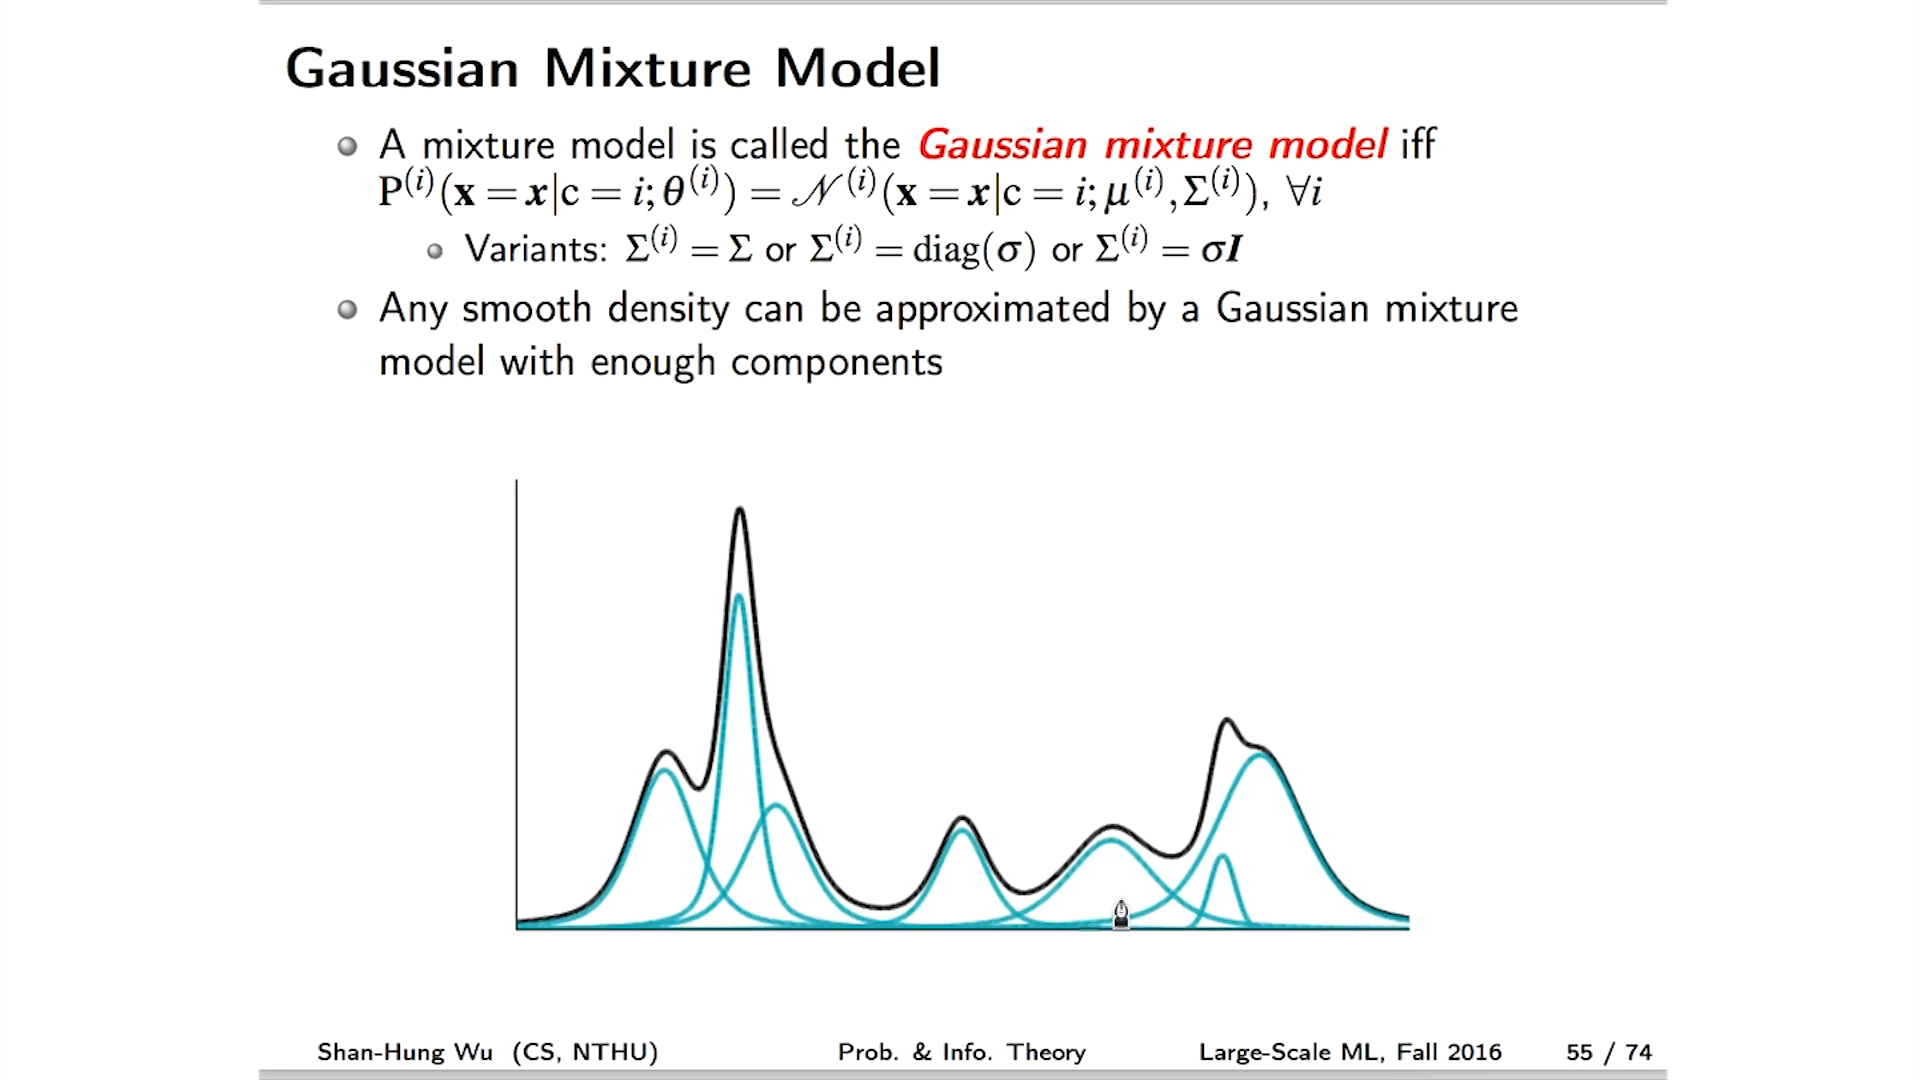 Gaussian Mixture Model
A mixture model is called the Gaussian mixture model iff
P⁽ⁱ⁾(x = x|c = i; θ⁽ⁱ⁾) = 𝒩⁽ⁱ⁾(x = x|c = i; μ⁽ⁱ⁾, Σ⁽ⁱ⁾), ∀i
Variants: Σ⁽ⁱ⁾ = Σ or Σ⁽ⁱ⁾ = diag(σ) or Σ⁽ⁱ⁾ = σI
Any smooth density can be approximated by a Gaussian mixture
model with enough components
Shan-Hung Wu (CS, NTHU) Prob. & Info. Theory Large-Scale ML, Fall 2016 55 / 74